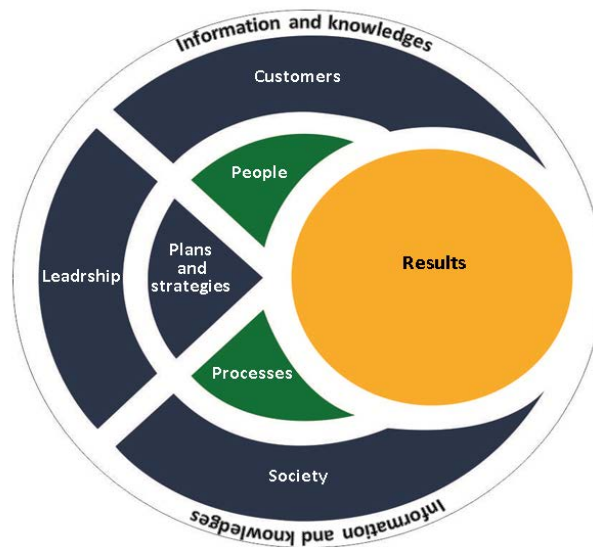 Information and knowledges
Customers
People
Leadrship
Plans
and
strategies
Results
Processes
Society
Information and knowledges